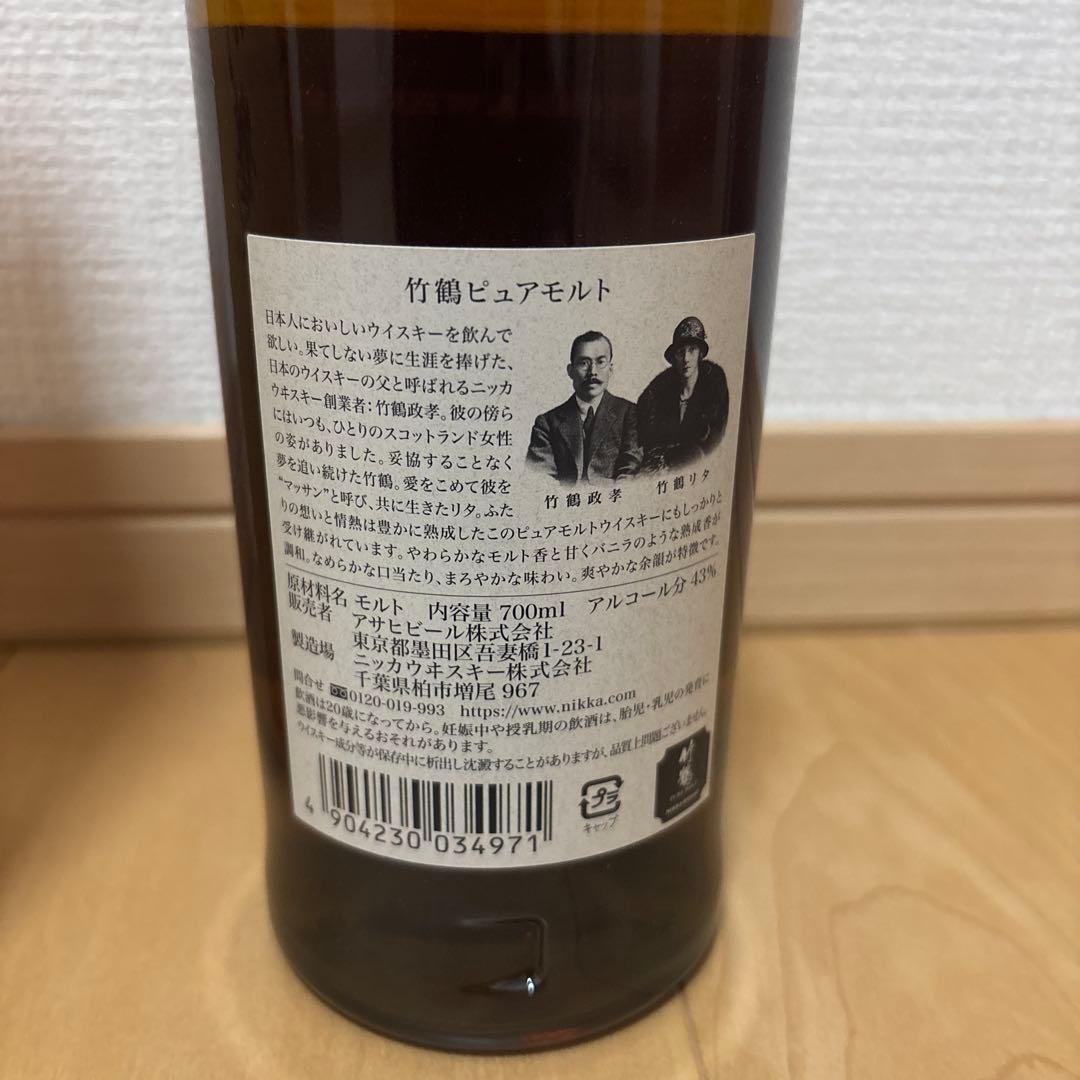 竹鶴ピュアモルト
日本人においしいウイスキーを飲んで
欲しい。果てしない夢に生涯を捧げた、
日本のウイスキーの父と呼ばれるニッカ
ウヰスキー創業者：竹鶴政孝。彼の傍ら
にはいつも、ひとりのスコットランド女性
の姿がありました。妥協することなく
夢を追い続けた竹鶴。愛をこめて彼を
“マッサン”と呼び、共に生きたリタ。ふた
りの想いと情熱は豊かに熟成したこのピュアモルトウイスキーにもしっかりと
受け継がれています。やわらかなモルト香と甘くバニラのような熟成香が
調和。なめらかな口当たり、まろやかな味わい。爽やかな余韻が特徴です。
竹鶴政孝
竹鶴リタ
原材料名 モルト 内容量 700ml アルコール分 43%
販売者 アサヒビール株式会社
東京都墨田区吾妻橋1-23-1
製造場 ニッカウヰスキー株式会社
千葉県柏市増尾 967
問合せ 0120-019-993 https://www.nikka.com
飲酒は20歳になってから。妊娠中や授乳期の飲酒は、胎児・乳児の発育に
悪影響を与えるおそれがあります。
ウイスキー成分等が保存中に析出し沈澱することがありますが、品質上問題ございません。
4 904230 034971
プラ
キャップ
竹鶴